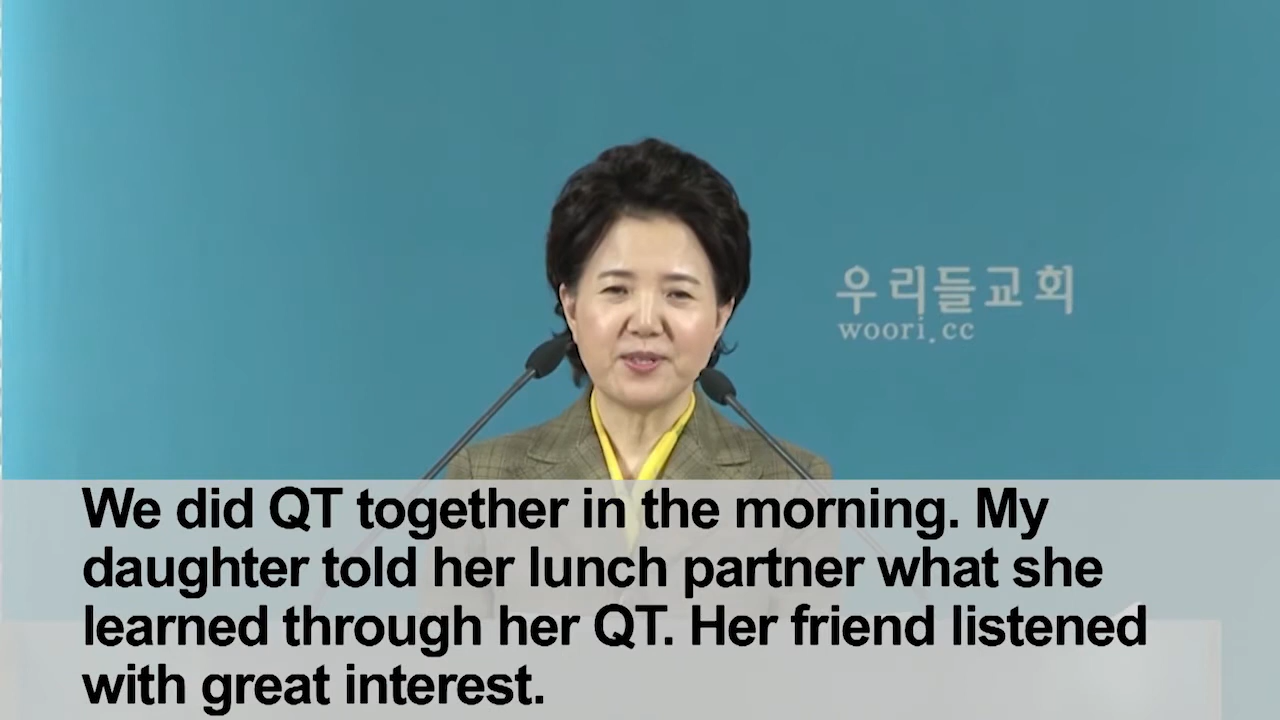 우리들교회
woori.cc
We did QT together in the morning. My
daughter told her lunch partner what she
learned through her QT. Her friend listened
with great interest.